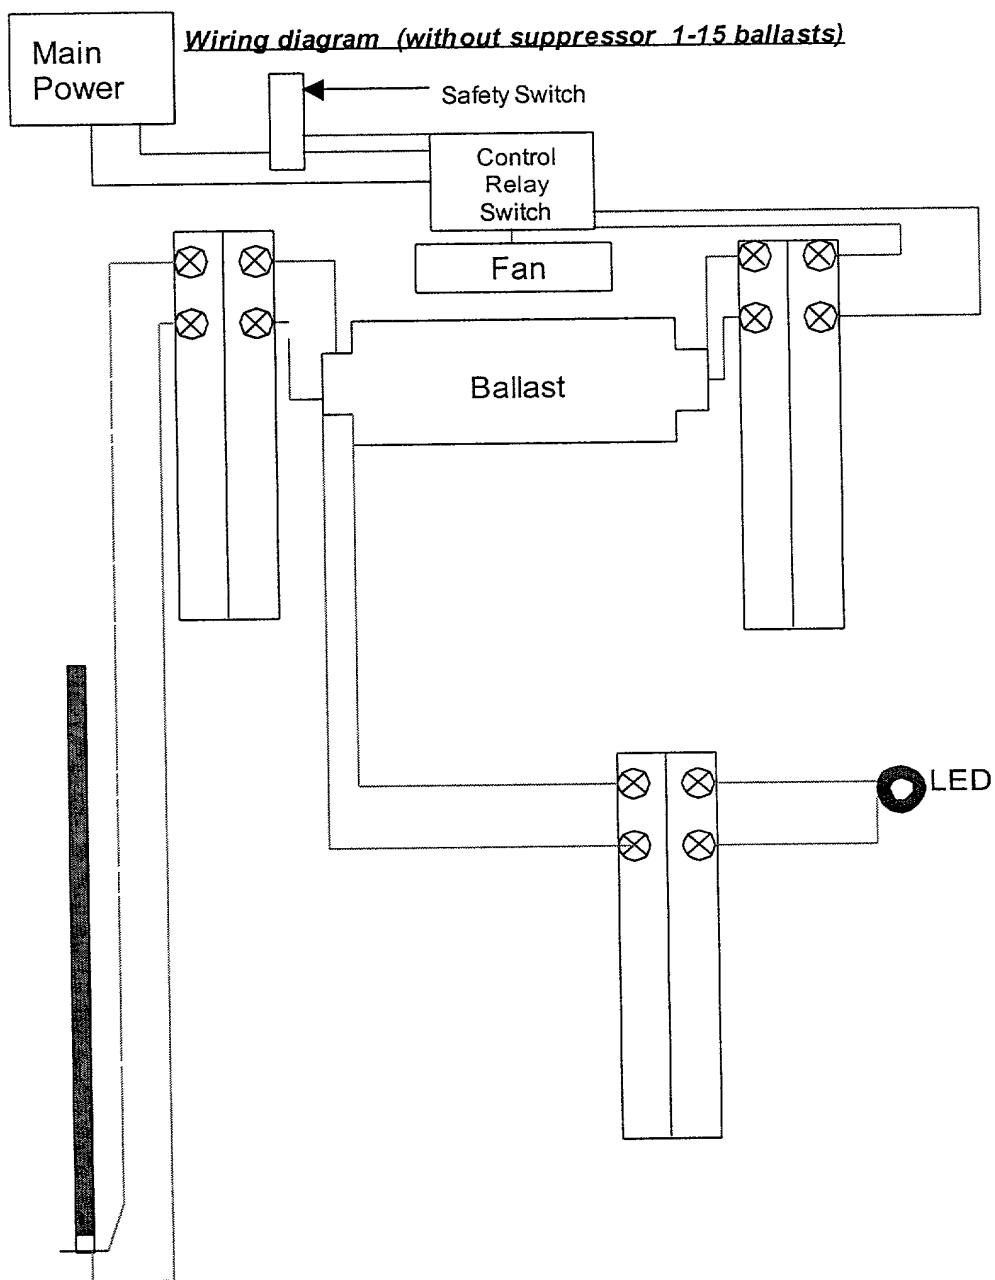 Main
Power
Wiring diagram (without suppressor 1-15 ballasts)
Safety Switch
Control
Relay
Switch
Fan
Ballast
LED